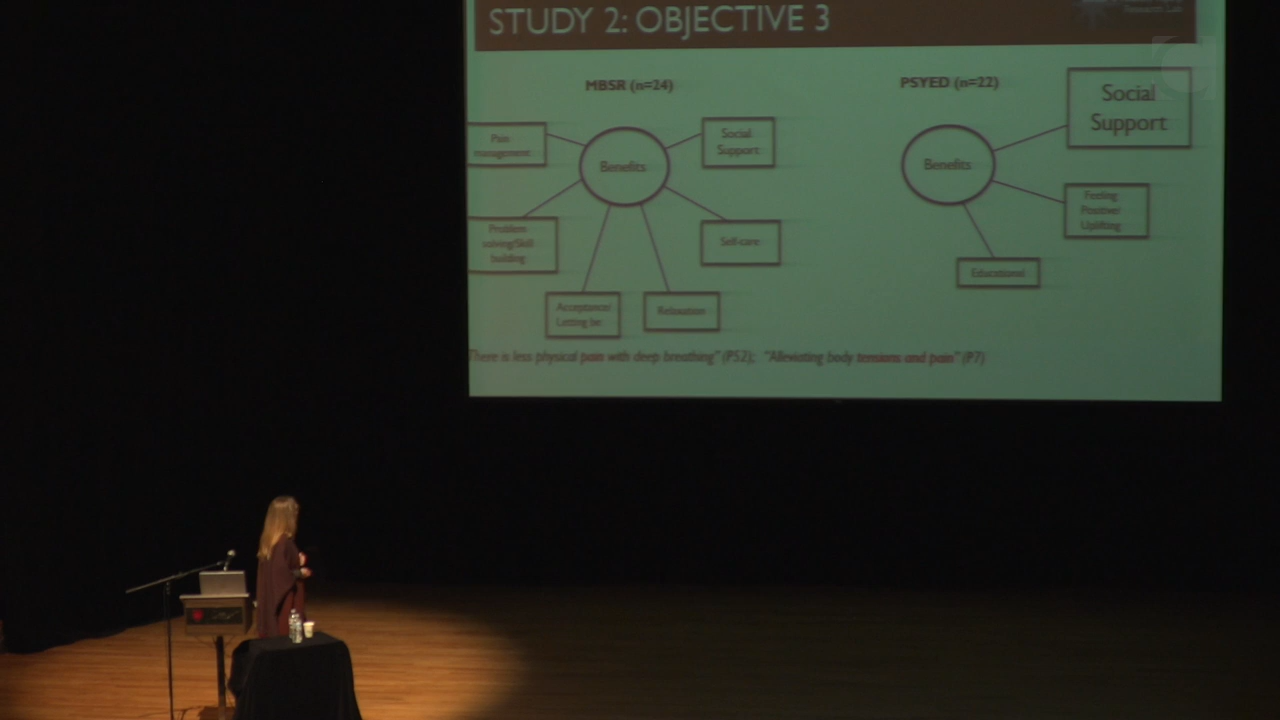 Research Lab
STUDY 2: OBJECTIVE 3
MBSR (n=24)
PSYED (n=22)
Pain
management
Benefits
Social
Support
Benefits
Social
Support
Problem
solving/Skill
building
Self-care
Feeling
Positive/
Uplifting
Acceptance/
Letting be
Relaxation
Educational
There is less physical pain with deep breathing" (P52); "Alleviating body tensions and pain" (P7)